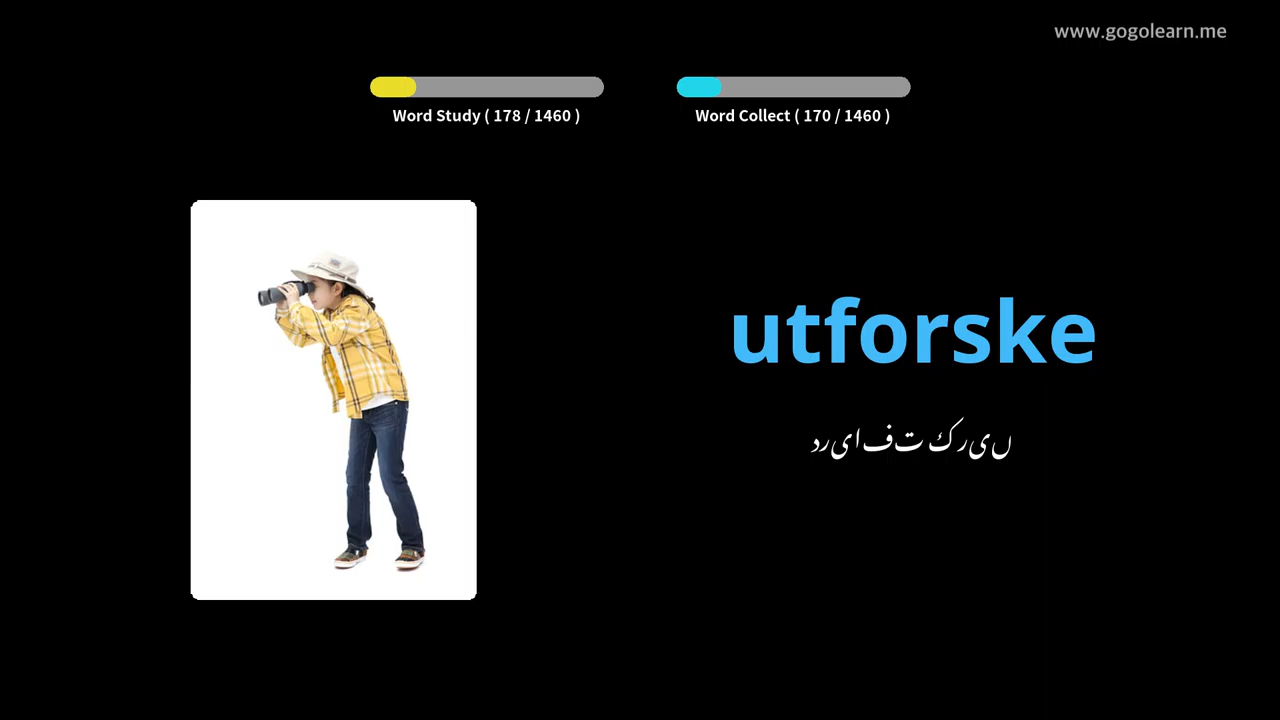 www.gogolearn.me
Word Study ( 178 / 1460 )
Word Collect ( 170 / 1460 )
utforske
دریافت کریں